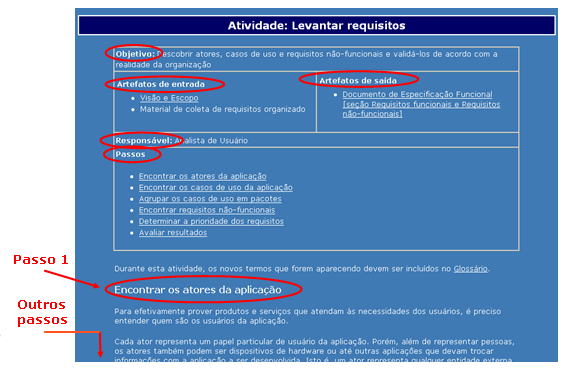 Atividade: Levantar requisitos
Objetivo: Descobrir atores, casos de uso e requisitos não-funcionais e validá-los de acordo com a
realidade da organização
Artefatos de entrada
• Visão e Escopo
• Material de coleta de requisitos organizado
Artefatos de saída
• Documento de Especificação Funcional
[seção Requisitos funcionais e Requisitos
não-funcionais]
Responsável: Analista de Usuário
Passos
• Encontrar os atores da aplicação
• Encontrar os casos de uso da aplicação
• Agrupar os casos de uso em pacotes
• Encontrar requisitos não-funcionais
• Determinar a prioridade dos requisitos
• Avaliar resultados
Durante esta atividade, os novos termos que forem aparecendo devem ser incluídos no Glossário.
Passo 1
Encontrar os atores da aplicação
Outros
passos
Para efetivamente prover produtos e serviços que atendam às necessidades dos usuários, é preciso
entender quem são os usuários da aplicação.
Cada ator representa um papel particular de usuário da aplicação. Porém, além de representar pessoas,
os atores também podem ser dispositivos de hardware ou até outras aplicações que devam trocar
informações com a aplicação a ser desenvolvida. Isto é, um ator representa qualquer entidade externa